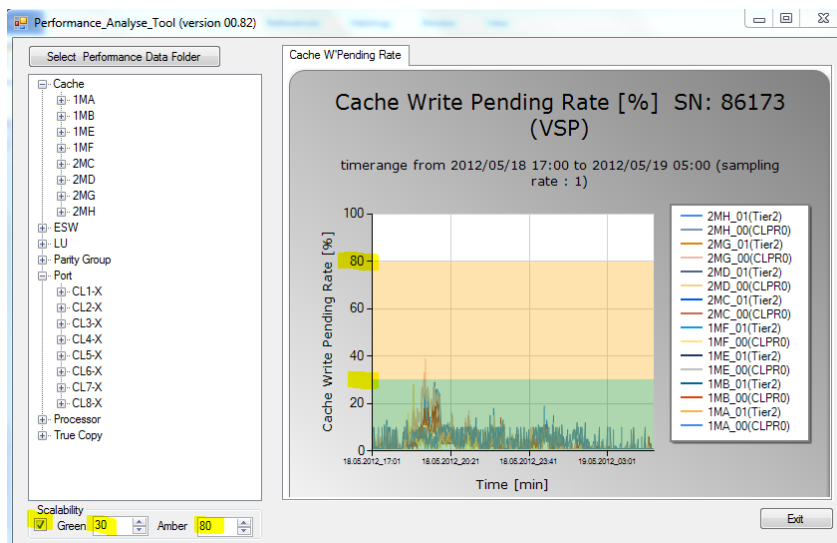 Performance_Analyse_Tool (version 00.82)
Select Performance Data Folder
Cache
1MA
1MB
1ME
1MF
2MC
2MD
2MG
2MH
ESW
LU
Parity Group
Port
CL1-X
CL2-X
CL3-X
CL4-X
CL5-X
CL6-X
CL7-X
CL8-X
Processor
True Copy
Scalability
Green 30 Amber 80
Cache W'Pending Rate
Cache Write Pending Rate [%] SN: 86173
(VSP)
timerange from 2012/05/18 17:00 to 2012/05/19 05:00 (sampling
rate : 1)
Cache Write Pending Rate [%]
100
80
60
40
20
0
18.05.2012_17:01 18.05.2012_20:21 18.05.2012_23:41 19.05.2012_03:01
Time [min]
2MH_01(Tier2)
2MH_00(CLPR0)
2MG_01(Tier2)
2MG_00(CLPR0)
2MD_01(Tier2)
2MD_00(CLPR0)
2MC_01(Tier2)
2MC_00(CLPR0)
1MF_01(Tier2)
1MF_00(CLPR0)
1ME_01(Tier2)
1ME_00(CLPR0)
1MB_01(Tier2)
1MB_00(CLPR0)
1MA_01(Tier2)
1MA_00(CLPR0)
Exit